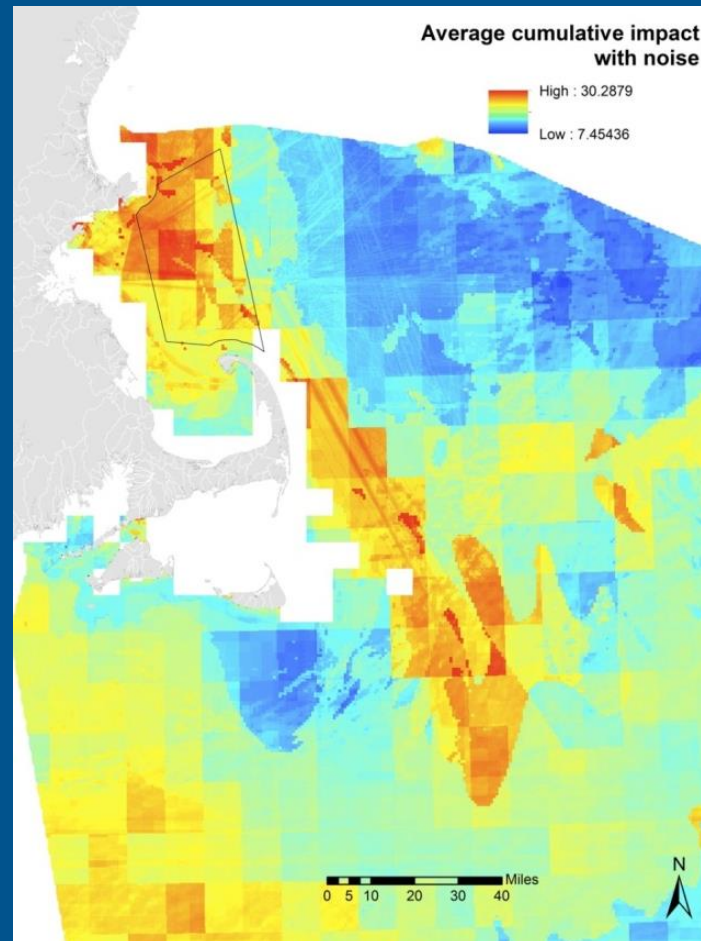 Average cumulative impact
with noise
High : 30.2879
Low : 7.45436
N
Miles
0 5 10 20 30 40